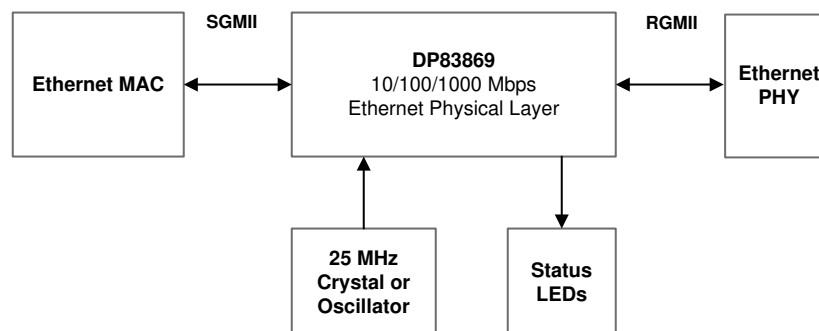 SGMII
RGMII
Ethernet MAC
DP83869
10/100/1000 Mbps
Ethernet Physical Layer
Ethernet
PHY
25 MHz
Crystal or
Oscillator
Status
LEDs